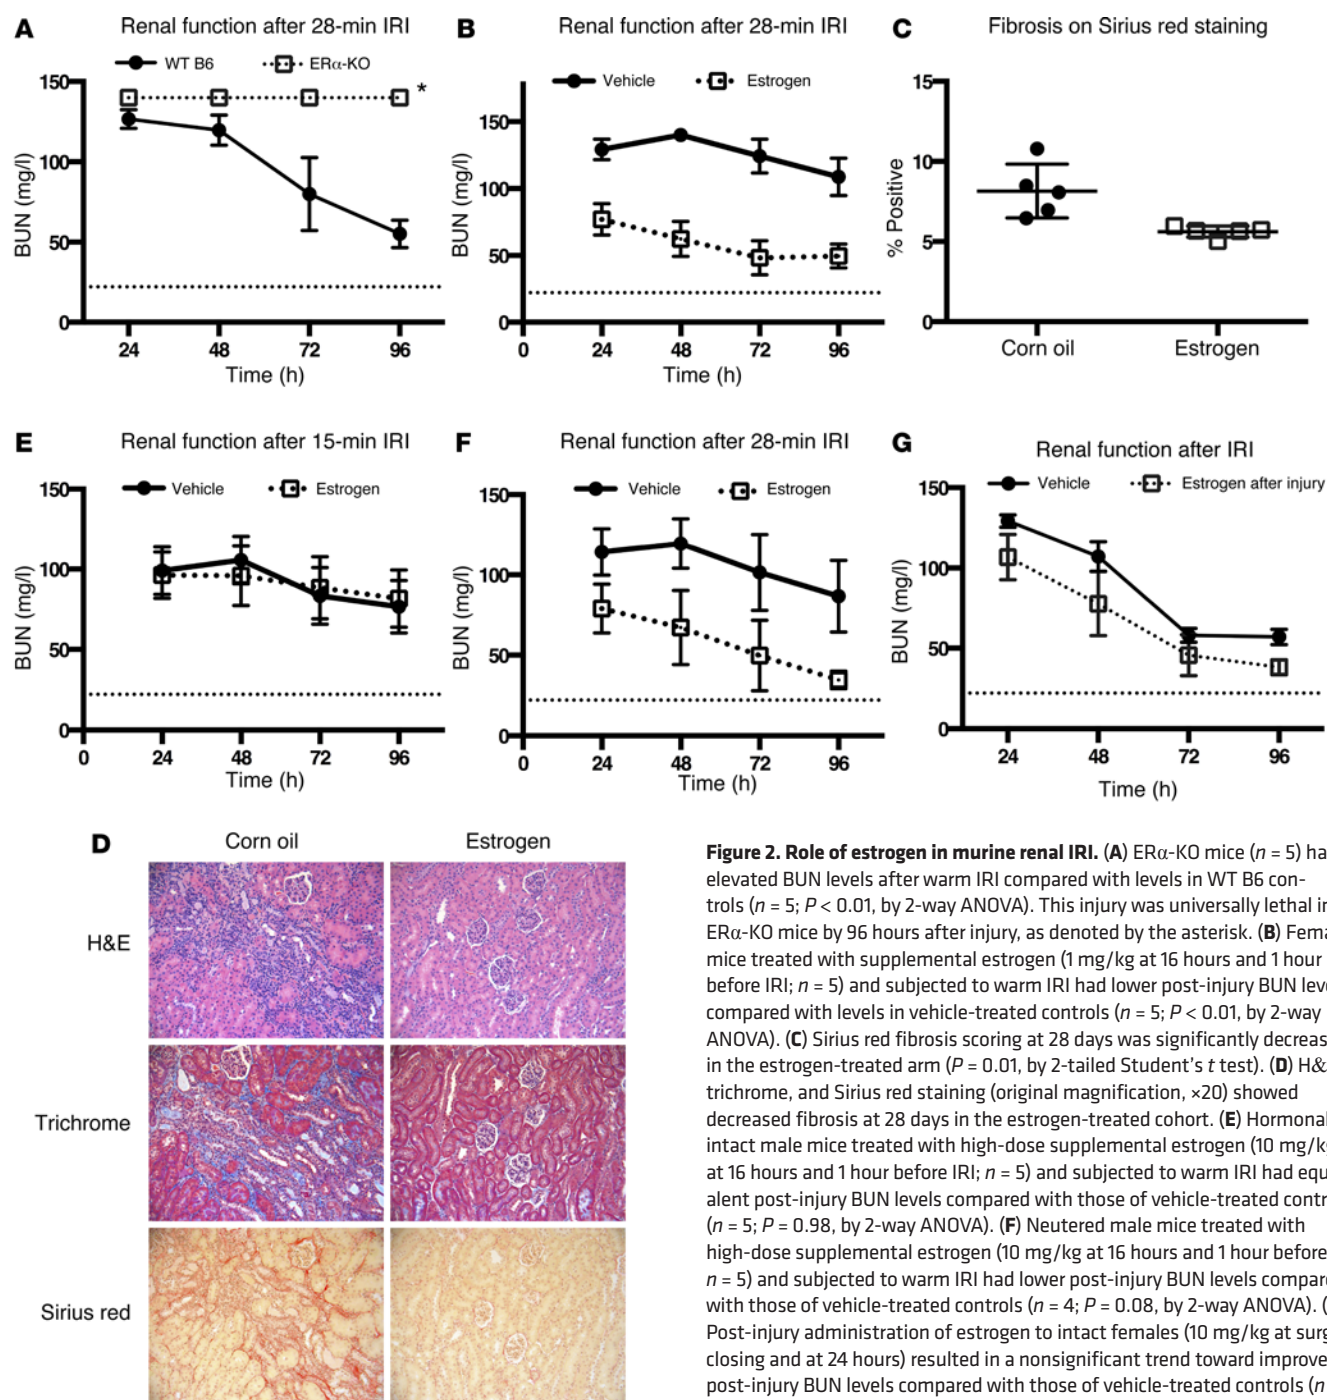 A Renal function after 28-min IRI
WT B6 ERα-KO
150
100
50
0
BUN (mg/l)
*
24 48 72 96
Time (h)
B Renal function after 28-min IRI
Vehicle Estrogen
150
100
50
0
BUN (mg/l)
0 24 48 72 96
Time (h)
C Fibrosis on Sirius red staining
15
10
5
0
% Positive
Corn oil Estrogen
E Renal function after 15-min IRI
Vehicle Estrogen
150
100
50
0
BUN (mg/l)
0 24 48 72 96
Time (h)
F Renal function after 28-min IRI
Vehicle Estrogen
150
100
50
0
BUN (mg/l)
0 24 48 72 96
Time (h)
G Renal function after IRI
Vehicle Estrogen after injury
150
100
50
0
BUN (mg/l)
24 48 72 96
Time (h)
D Corn oil Estrogen
H&E
Trichrome
Sirius red
Figure 2. Role of estrogen in murine renal IRI. (A) ERα-KO mice (n = 5) ha
elevated BUN levels after warm IRI compared with levels in WT B6 con-
trols (n = 5; P < 0.01, by 2-way ANOVA). This injury was universally lethal in
ERα-KO mice by 96 hours after injury, as denoted by the asterisk. (B) Fema
mice treated with supplemental estrogen (1 mg/kg at 16 hours and 1 hour
before IRI; n = 5) and subjected to warm IRI had lower post-injury BUN leve
compared with levels in vehicle-treated controls (n = 5; P < 0.01, by 2-way
ANOVA). (C) Sirius red fibrosis scoring at 28 days was significantly decreas
in the estrogen-treated arm (P = 0.01, by 2-tailed Student's t test). (D) H&
trichrome, and Sirius red staining (original magnification, ×20) showed
decreased fibrosis at 28 days in the estrogen-treated cohort. (E) Hormonal
intact male mice treated with high-dose supplemental estrogen (10 mg/k
at 16 hours and 1 hour before IRI; n = 5) and subjected to warm IRI had equ
alent post-injury BUN levels compared with those of vehicle-treated contr
(n = 5; P = 0.98, by 2-way ANOVA). (F) Neutered male mice treated with
high-dose supplemental estrogen (10 mg/kg at 16 hours and 1 hour before
n = 5) and subjected to warm IRI had lower post-injury BUN levels compare
with those of vehicle-treated controls (n = 4; P = 0.08, by 2-way ANOVA). (
Post-injury administration of estrogen to intact females (10 mg/kg at surg
closing and at 24 hours) resulted in a nonsignificant trend toward improve
post-injury BUN levels compared with those of vehicle-treated controls (n